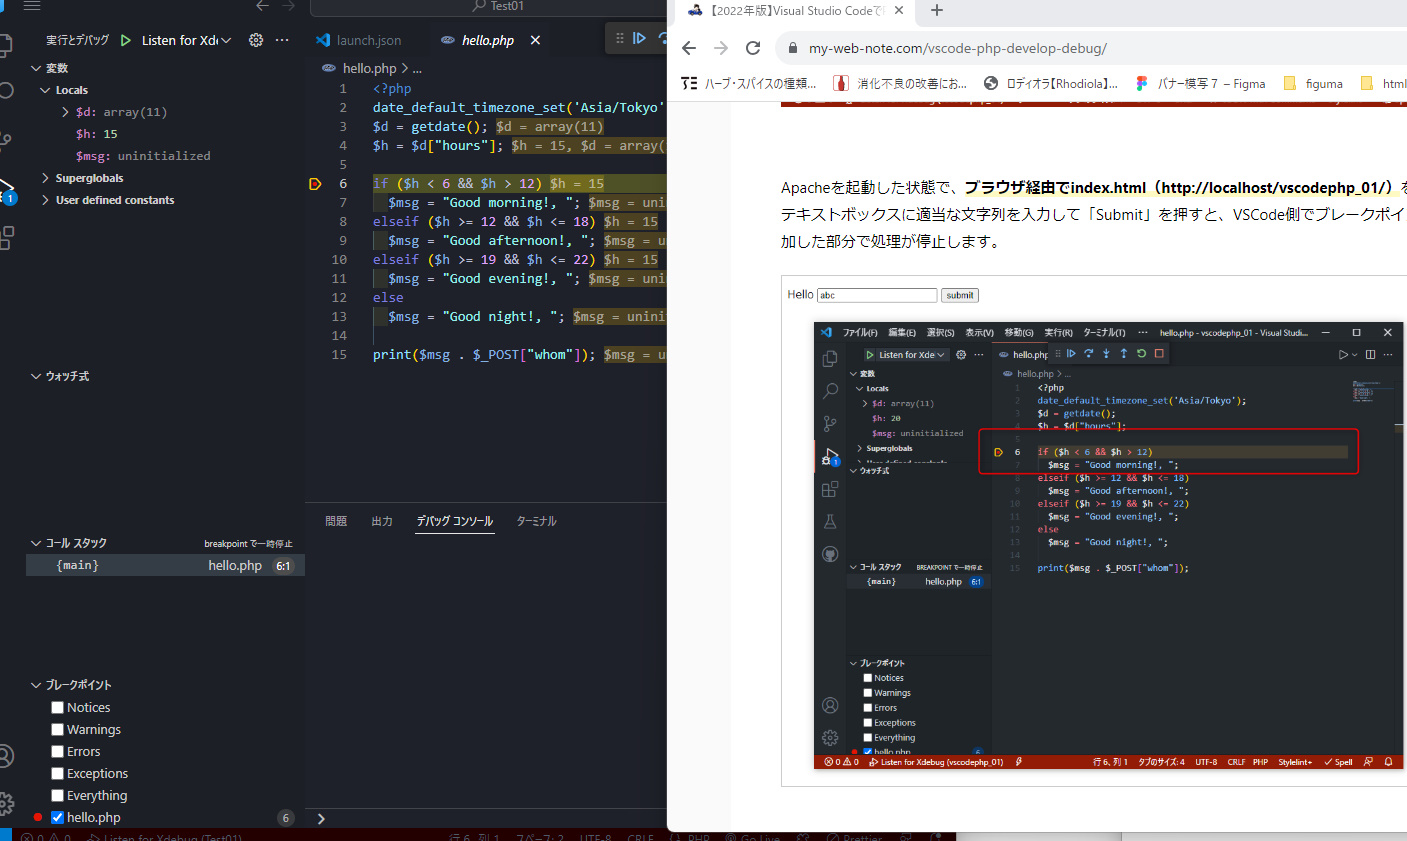 Test01
実行とデバッグ
Listen for Xde
変数
Locals
$d: array(11)
$h: 15
$msg: uninitialized
Superglobals
User defined constants
ウォッチ式
コール スタック
breakpoint で一時停止
{main}
hello.php
6:1
ブレークポイント
Notices
Warnings
Errors
Exceptions
Everything
hello.php
6
1
launch.json
hello.php
hello.php > ...
1 <?php
2 date_default_timezone_set('Asia/Tokyo'
3 $d = getdate(); $d = array(11)
4 $h = $d["hours"]; $h = 15, $d = array(
5
6 if ($h < 6 && $h > 12) $h = 15
7 $msg = "Good morning!, "; $msg = unin
8 elseif ($h >= 12 && $h <= 18) $h = 15
9 $msg = "Good afternoon!, "; $msg = u
10 elseif ($h >= 19 && $h <= 22) $h = 15
11 $msg = "Good evening!, "; $msg = uni
12 else
13 $msg = "Good night!, "; $msg = unini
14
15 print($msg . $_POST["whom"]); $msg = u
問題
出力
デバッグ コンソール
ターミナル
0 0
Listen for Xdebug (Test01)
行 6、列 1
スペース: 2
UTF-8
CRLF
PHP
Go Live
Prettier
【2022年版】Visual Studio Codeで
my-web-note.com/vscode-php-develop-debug/
ハーブ・スパイスの種類...
消化不良の改善にお...
ロディオラ【Rhodiola】...
バナー模写７ – Figma
figuma
html
Apacheを起動した状態で、ブラウザ経由でindex.html（http://localhost/vscodephp_01/）を
テキストボックスに適当な文字列を入力して「Submit」を押すと、VSCode側でブレークポイ
加した部分で処理が停止します。
Hello abc submit
ファイル(F) 編集(E) 選択(S) 表示(V) 移動(G) 実行(R) ターミナル(T) ··· hello.php - vscodephp_01 - Visual Studi...
Listen for Xde
hello.php
変数
Locals
$d: array(11)
$h: 20
$msg: uninitialized
Superglobals
User defined constants
ウォッチ式
コール スタック
BREAKPOINT で一時停止
{main}
hello.php
6:1
ブレークポイント
Notices
Warnings
Errors
Exceptions
Everything
hello.php
6
1
hello.php > ...
1 <?php
2 date_default_timezone_set('Asia/Tokyo');
3 $d = getdate();
4 $h = $d["hours"];
5
6 if ($h < 6 && $h > 12)
7 $msg = "Good morning!, ";
8 elseif ($h >= 12 && $h <= 18)
9 $msg = "Good afternoon!, ";
10 elseif ($h >= 19 && $h <= 22)
11 $msg = "Good evening!, ";
12 else
13 $msg = "Good night!, ";
14
15 print($msg . $_POST["whom"]);
0 0 Listen for Xdebug (vscodephp_01) 行 6、列 1 タブのサイズ: 4 UTF-8 CRLF PHP Stylelint+ Spell